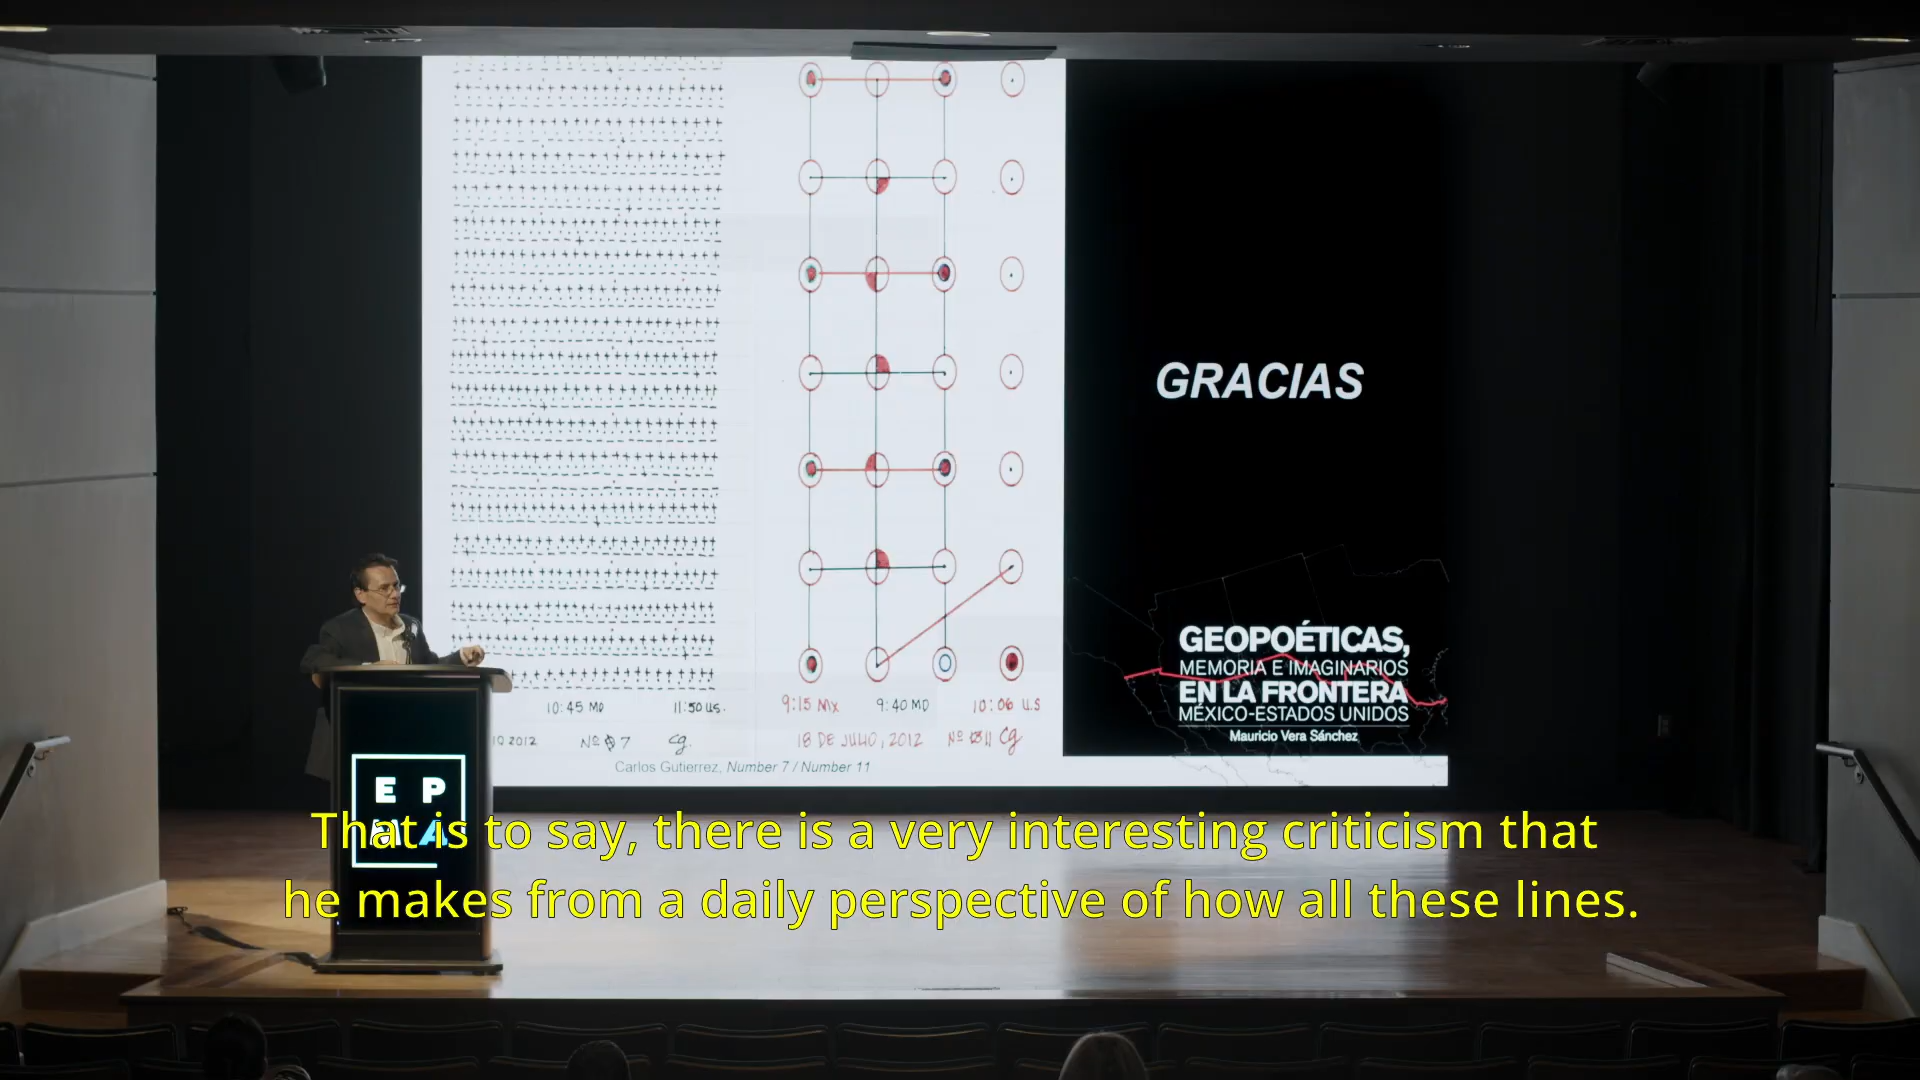 GRACIAS
GEOPOÉTICAS,
MEMORIA E IMAGINARIOS
EN LA FRONTERA
MÉXICO-ESTADOS UNIDOS
Mauricio Vera Sánchez
10:45 MD 11:50 U.S.
2012 Nº 7 Cg.
9:15 MX 9:40 MD 10:06 U.S
18 DE JULIO, 2012 Nº 11 Cg
Carlos Gutierrez, Number 7 / Number 11
E P
M A
That is to say, there is a very interesting criticism that
he makes from a daily perspective of how all these lines.